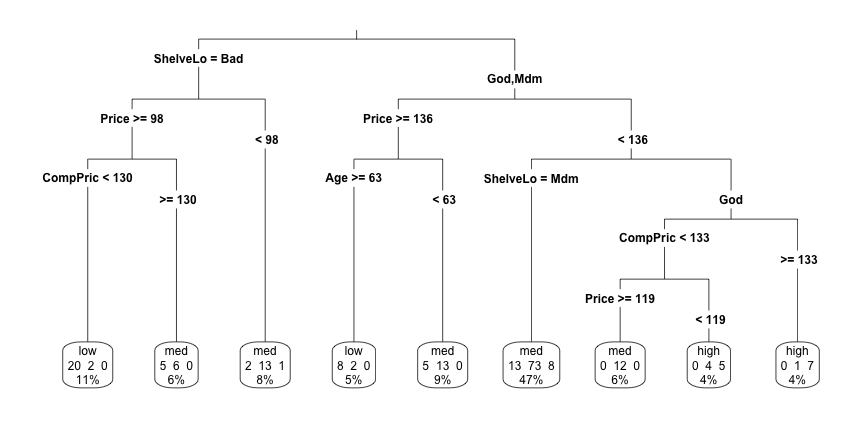 ShelveLo = Bad
God,Mdm
Price >= 98
< 98
Price >= 136
< 136
CompPric < 130
>= 130
Age >= 63
< 63
ShelveLo = Mdm
God
CompPric < 133
>= 133
Price >= 119
< 119
low
20 2 0
11%
med
5 6 0
6%
med
2 13 1
8%
low
8 2 0
5%
med
5 13 0
9%
med
13 73 8
47%
med
0 12 0
6%
high
0 4 5
4%
high
0 1 7
4%